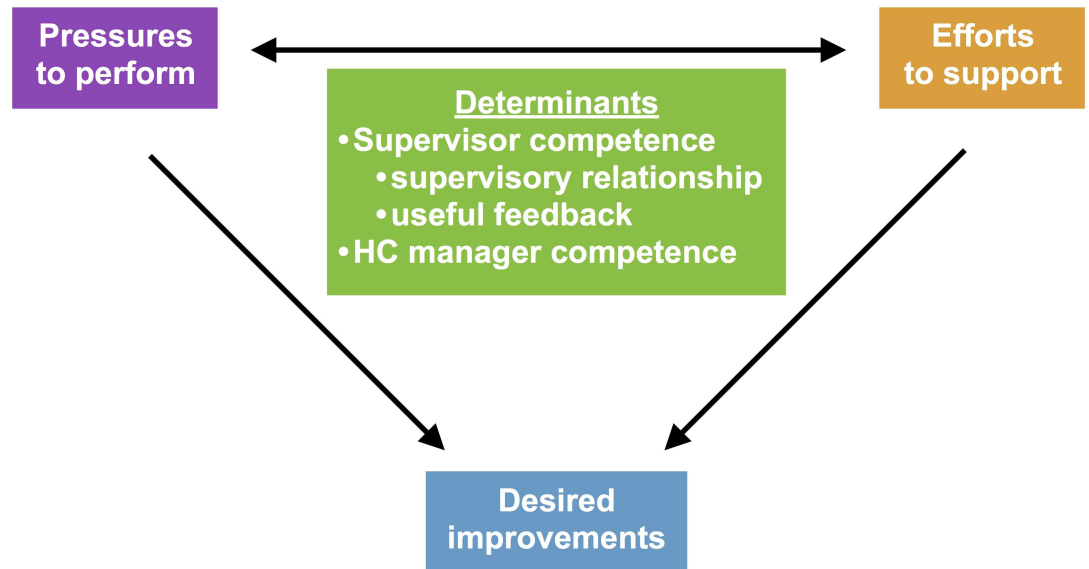 Pressures
to perform
Efforts
to support
Determinants
•Supervisor competence
•supervisory relationship
•useful feedback
•HC manager competence
Desired
improvements